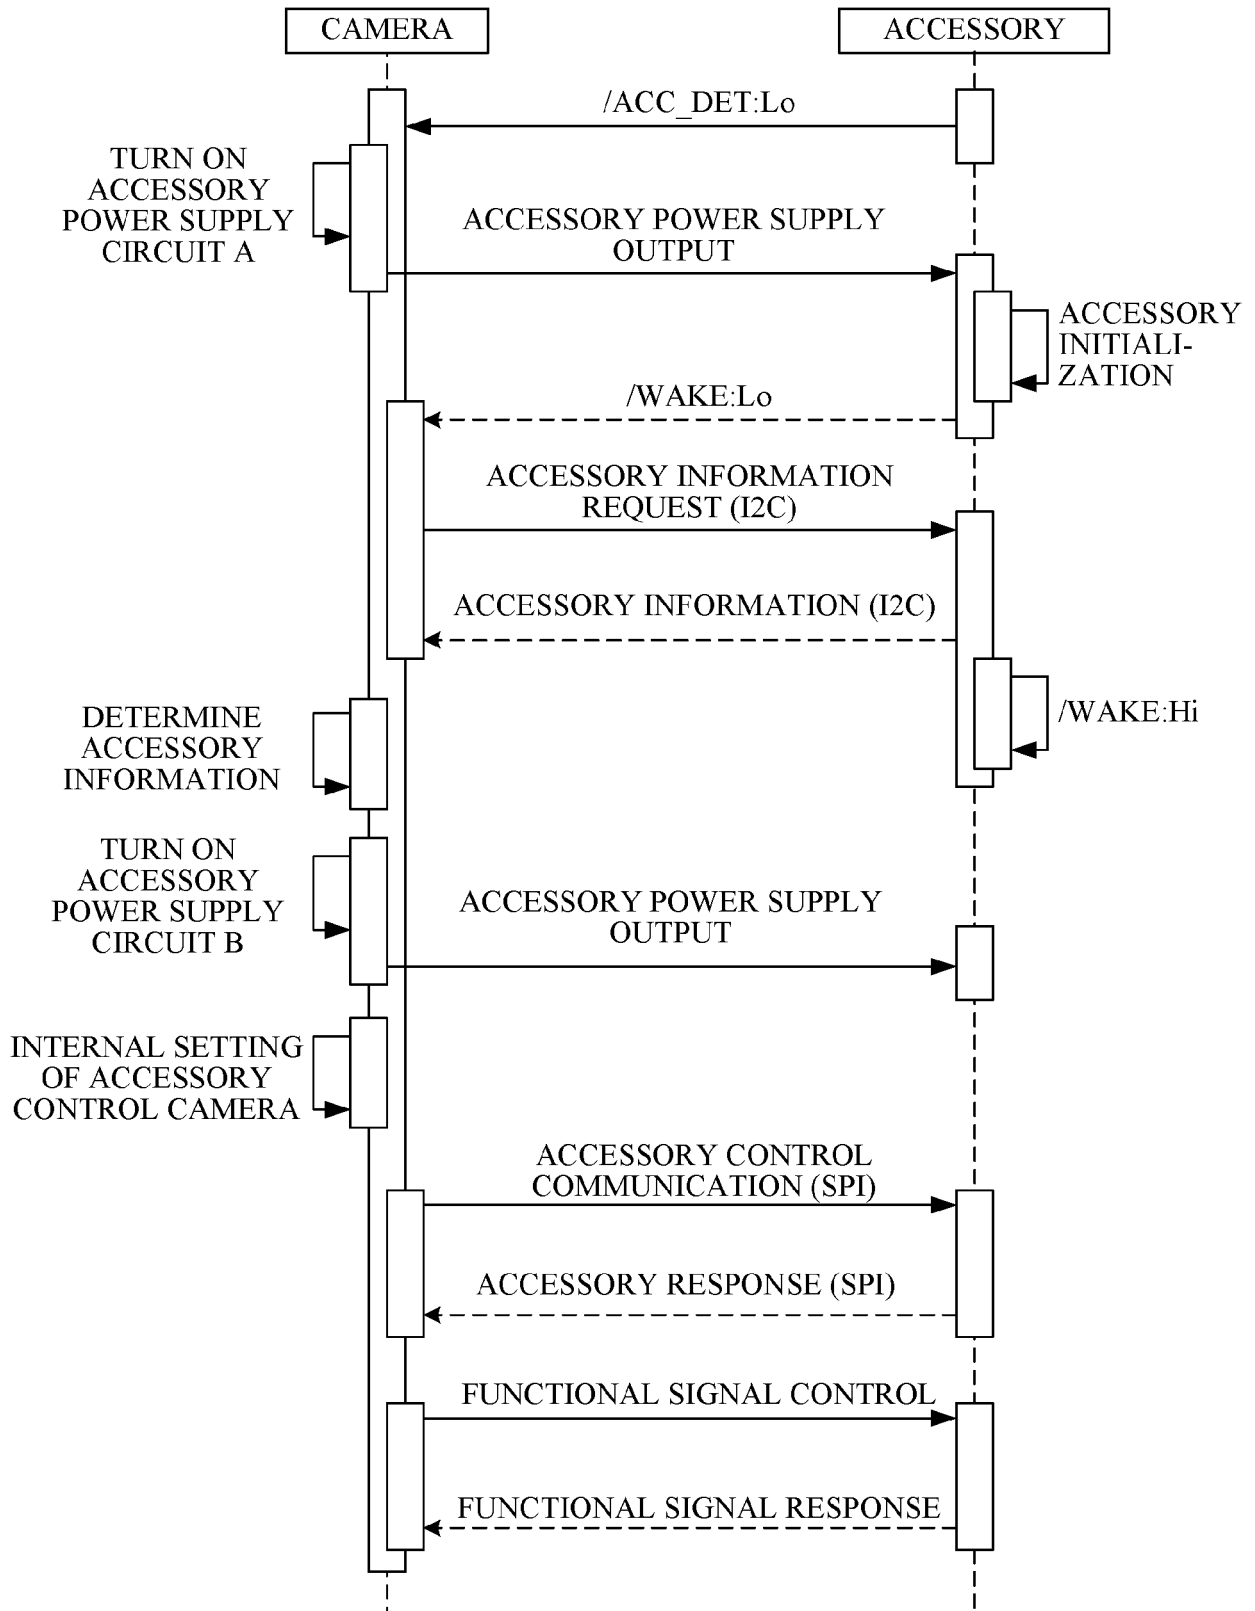 CAMERA
ACCESSORY
/ACC_DET:Lo
TURN ON
ACCESSORY
POWER SUPPLY
CIRCUIT A
ACCESSORY POWER SUPPLY
OUTPUT
ACCESSORY
INITIALI-
ZATION
/WAKE:Lo
ACCESSORY INFORMATION
REQUEST (I2C)
ACCESSORY INFORMATION (I2C)
/WAKE:Hi
DETERMINE
ACCESSORY
INFORMATION
TURN ON
ACCESSORY
POWER SUPPLY
CIRCUIT B
ACCESSORY POWER SUPPLY
OUTPUT
INTERNAL SETTING
OF ACCESSORY
CONTROL CAMERA
ACCESSORY CONTROL
COMMUNICATION (SPI)
ACCESSORY RESPONSE (SPI)
FUNCTIONAL SIGNAL CONTROL
FUNCTIONAL SIGNAL RESPONSE